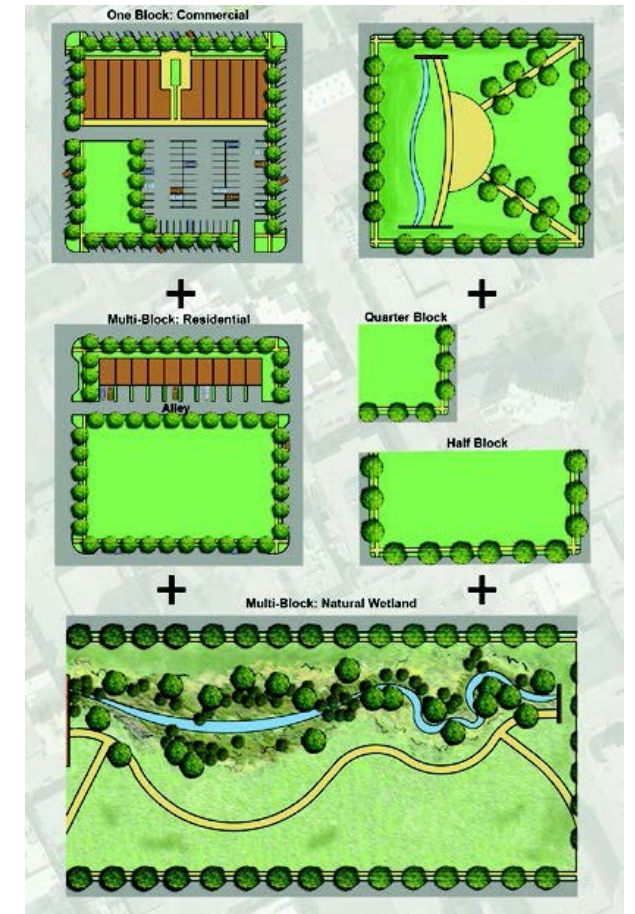 One Block: Commercial
+
+
Multi-Block: Residential
Quarter Block
Alley
Half Block
+
+
Multi-Block: Natural Wetland